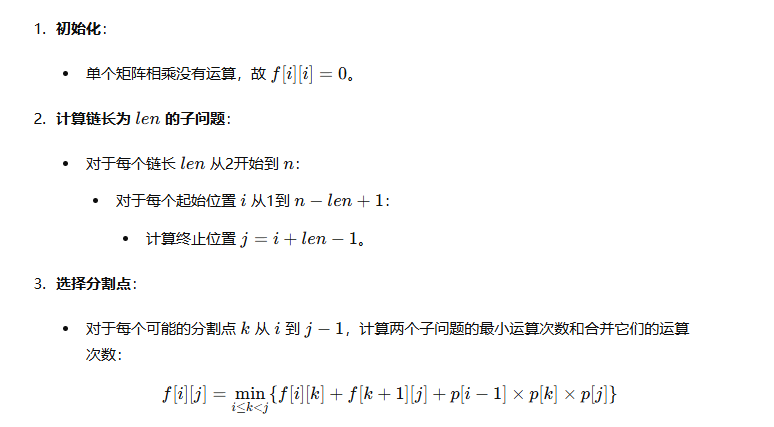 1. 初始化：
• 单个矩阵相乘没有运算，故 f[i][i] = 0。
2. 计算链长为 len 的子问题：
• 对于每个链长 len 从2开始到 n：
• 对于每个起始位置 i 从1到 n − len + 1：
• 计算终止位置 j = i + len − 1。
3. 选择分割点：
• 对于每个可能的分割点 k 从 i 到 j − 1，计算两个子问题的最小运算次数和合并它们的运算
次数：
f[i][j] = min{f[i][k] + f[k + 1][j] + p[i − 1] × p[k] × p[j]}
i≤k<j